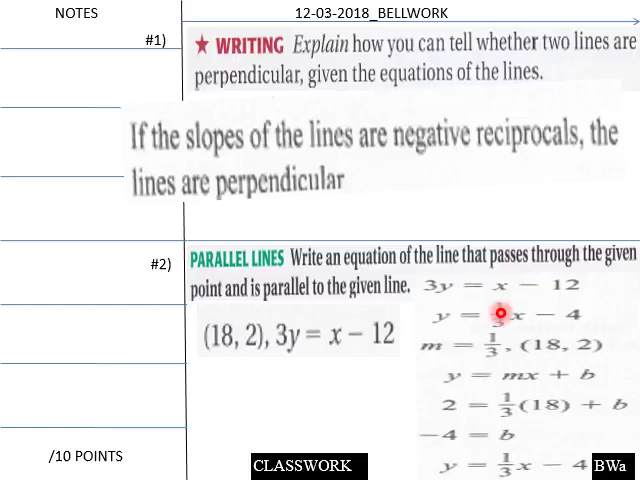 NOTES
12-03-2018_BELLWORK
#1)
★ WRITING Explain how you can tell whether two lines are
perpendicular, given the equations of the lines.
If the slopes of the lines are negative reciprocals, the
lines are perpendicular
#2)
PARALLEL LINES Write an equation of the line that passes through the given
point and is parallel to the given line.
(18, 2), 3y = x − 12
3y = x − 12
y = 1/3 x − 4
m = 1/3, (18, 2)
y = mx + b
2 = 1/3(18) + b
−4 = b
y = 1/3 x − 4
/10 POINTS
CLASSWORK
BWa